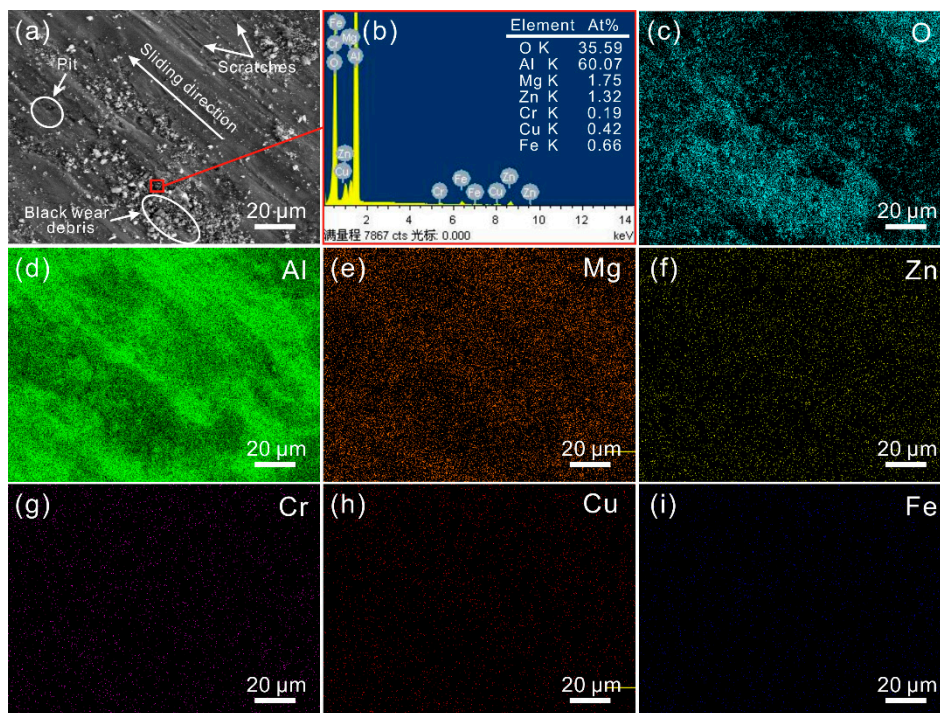 (a)
Pit
Scratches
Sliding direction
Black wear
debris
20 μm
(b)
Fe
Cr
O
Mg
Al
Zn
Cu
Element At%
O K 35.59
Al K 60.07
Mg K 1.75
Zn K 1.32
Cr K 0.19
Cu K 0.42
Fe K 0.66
Cr
Fe
Fe
Cu
Zn
Zn
2 4 6 8 10 12 14
满量程 7867 cts 光标: 0.000 keV
(c) O
20 μm
(d) Al
20 μm
(e) Mg
20 μm
(f) Zn
20 μm
(g) Cr
20 μm
(h) Cu
20 μm
(i) Fe
20 μm